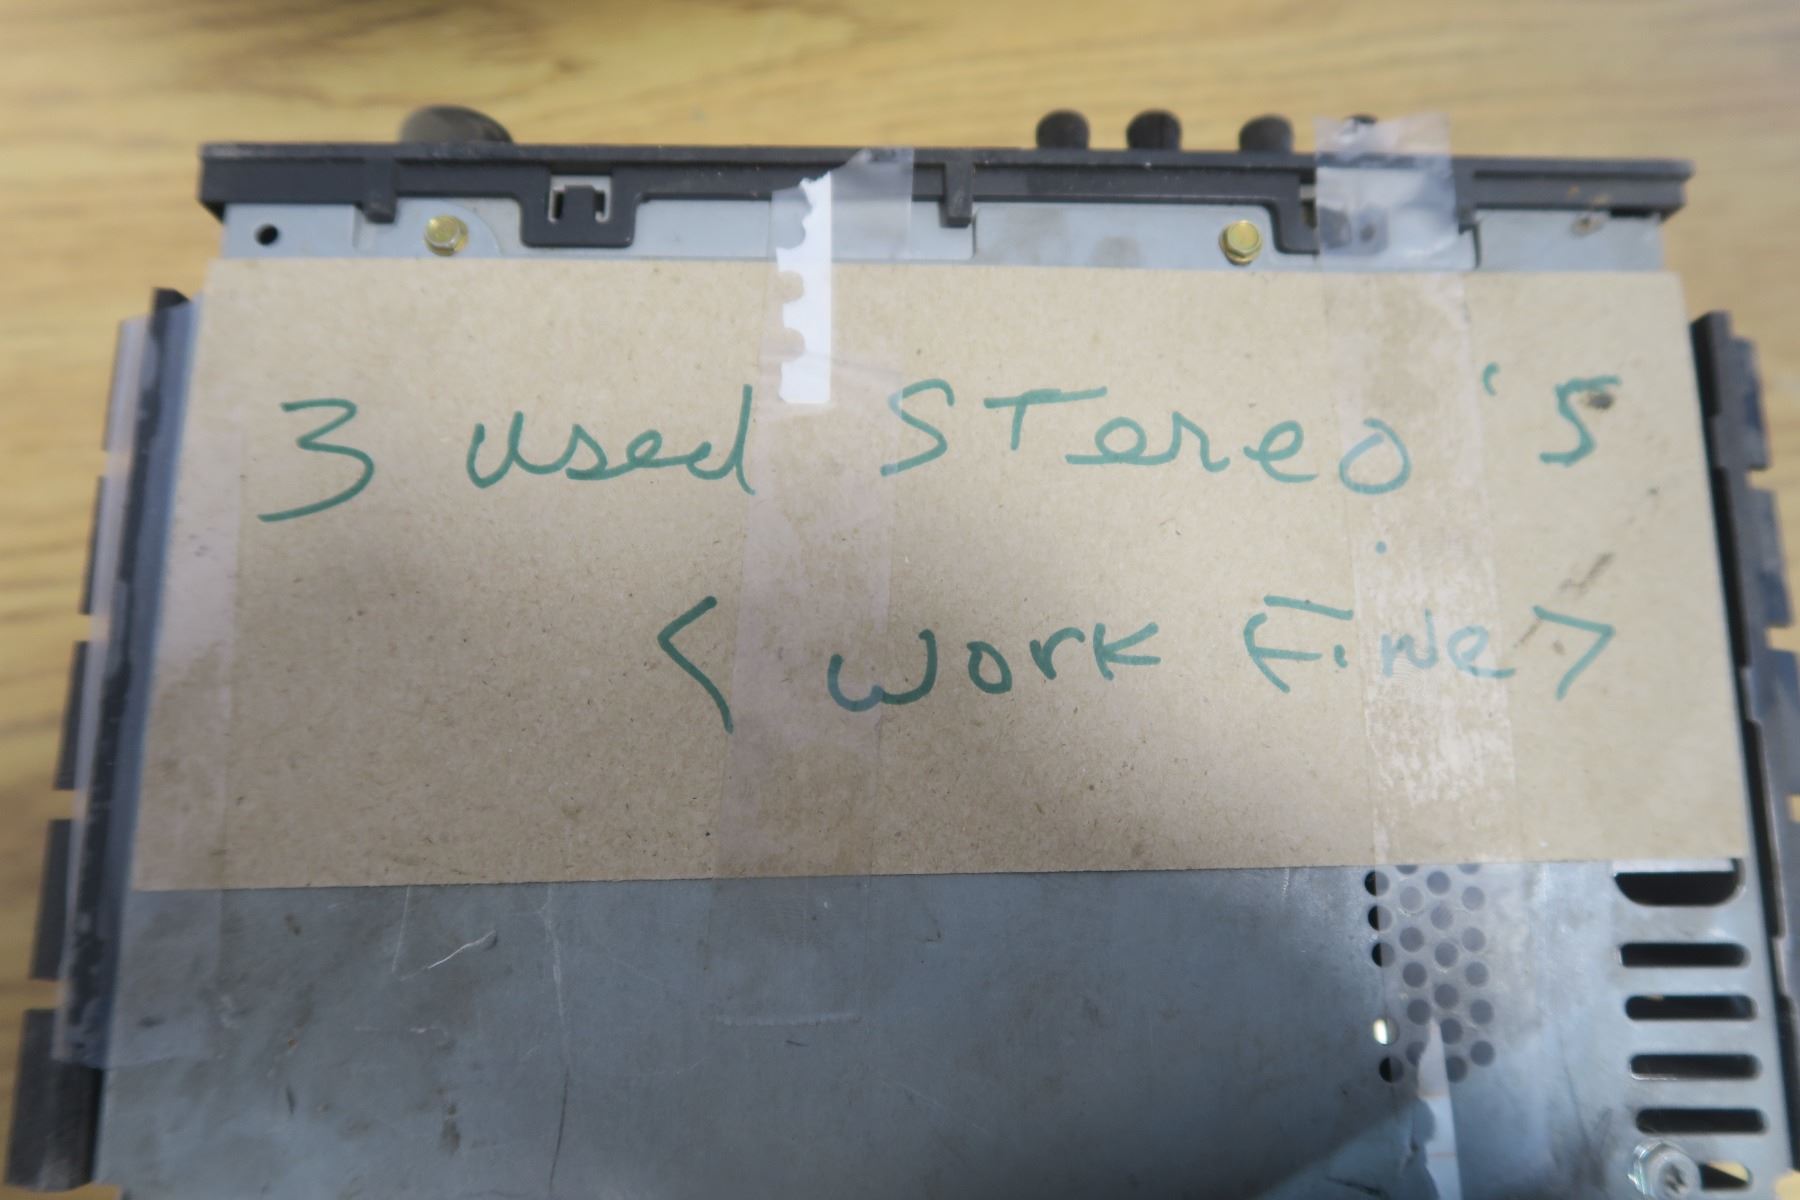 3 used STereo's
< work Fine >